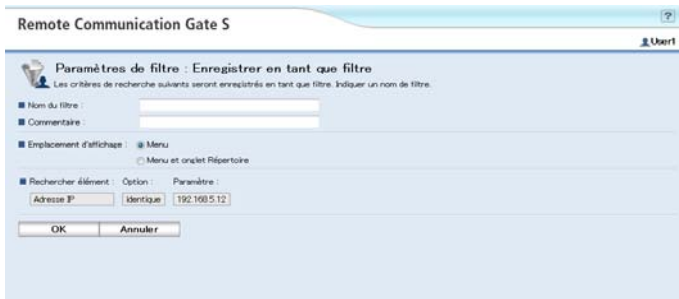 Remote Communication Gate S
?
User1
Paramètres de filtre : Enregistrer en tant que filtre
Les critères de recherche suivants seront enregistrés en tant que filtre. Indiquer un nom de filtre.
Nom du filtre :
Commentaire :
Emplacement d'affichage : Menu
Menu et onglet Répertoire
Rechercher élément : Option : Paramètre :
Adresse IP identique 192.168.5.12
OK Annuler